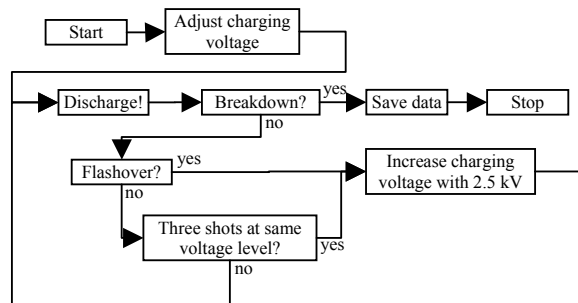 Start
Adjust charging
voltage
Discharge!
Breakdown?
yes
Save data
Stop
no
Flashover?
yes
Increase charging
voltage with 2.5 kV
no
Three shots at same
voltage level?
yes
no